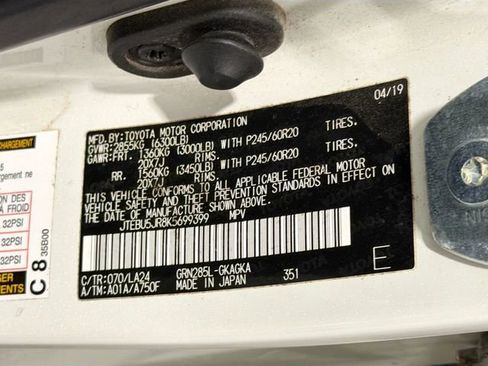 MFD.BY:TOYOTA MOTOR CORPORATION 04/19
GVWR:2855KG (6300LB)
GAWR:FRT. 1360KG (3000LB) WITH P245/60R20 TIRES.
20X7J RIMS.
RR. 1560KG (3450LB) WITH P245/60R20 TIRES.
20X7J RIMS.
THIS VEHICLE CONFORMS TO ALL APPLICABLE FEDERAL MOTOR
VEHICLE SAFETY AND THEFT PREVENTION STANDARDS IN EFFECT ON
THE DATE OF MANUFACTURE SHOWN ABOVE.
JTEBU5JR8K5699399 MPV
C/TR:070/LA24 GRN285L-GKAGKA 351
A/TM:A01A/A750F MADE IN JAPAN E
C 8
35B00
32PSI
32PSI
32PSI